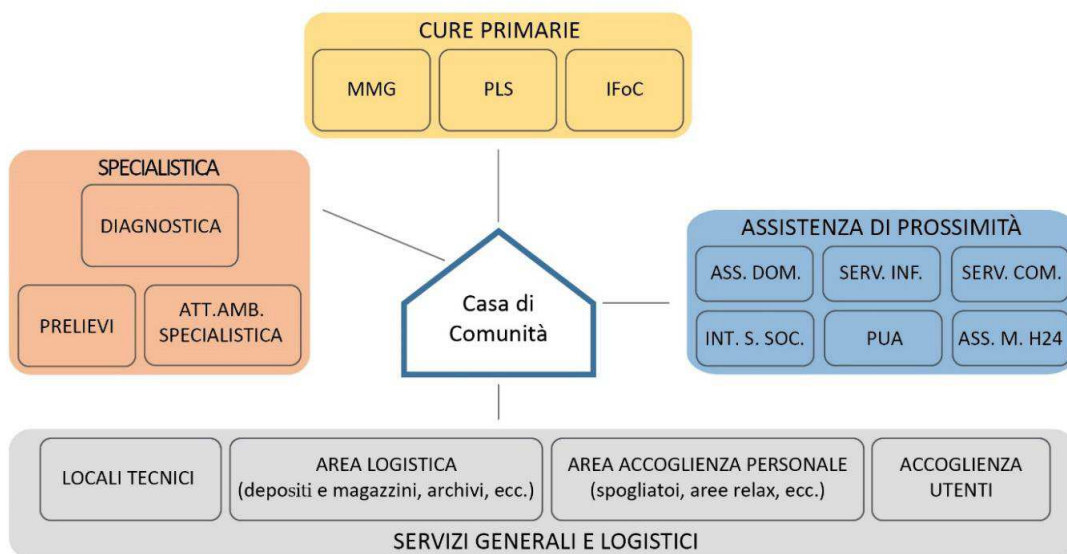 CURE PRIMARIE
MMG
PLS
IFoC
SPECIALISTICA
DIAGNOSTICA
PRELIEVI
ATT.AMB.
SPECIALISTICA
Casa di
Comunità
ASSISTENZA DI PROSSIMITÀ
ASS. DOM.
SERV. INF.
SERV. COM.
INT. S. SOC.
PUA
ASS. M. H24
LOCALI TECNICI
AREA LOGISTICA
(depositi e magazzini, archivi, ecc.)
AREA ACCOGLIENZA PERSONALE
(spogliatoi, aree relax, ecc.)
ACCOGLIENZA
UTENTI
SERVIZI GENERALI E LOGISTICI